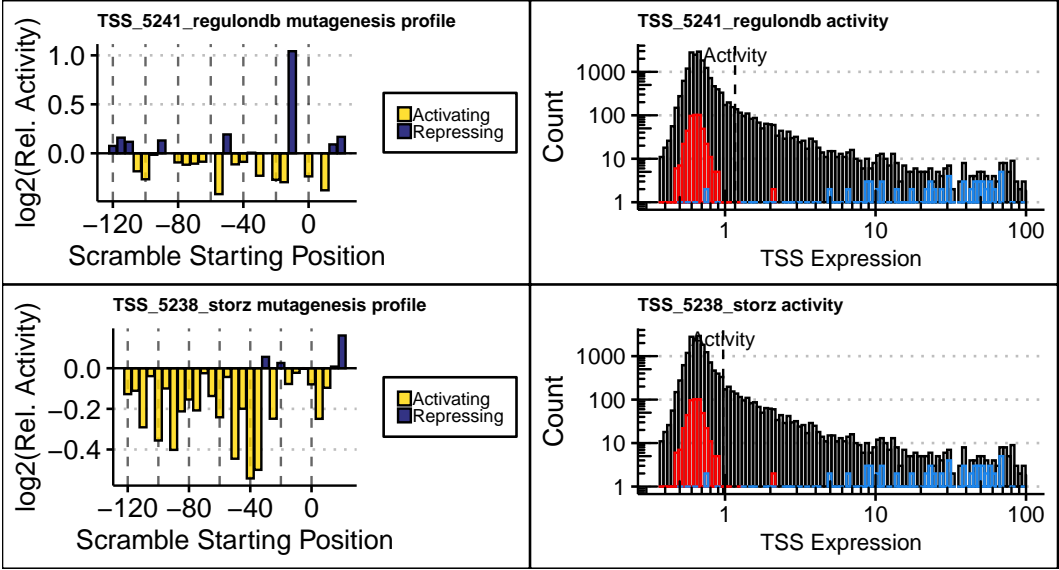 TSS_5241_regulondb mutagenesis profile
log2(Rel. Activity)
1.0
0.5
0.0
−120
−80
−40
0
Scramble Starting Position
Activating
Repressing
TSS_5241_regulondb activity
Activity
Count
1000
100
10
1
1
10
100
TSS Expression
TSS_5238_storz mutagenesis profile
log2(Rel. Activity)
0.0
−0.2
−0.4
−120
−80
−40
0
Scramble Starting Position
Activating
Repressing
TSS_5238_storz activity
Activity
Count
1000
100
10
1
1
10
100
TSS Expression